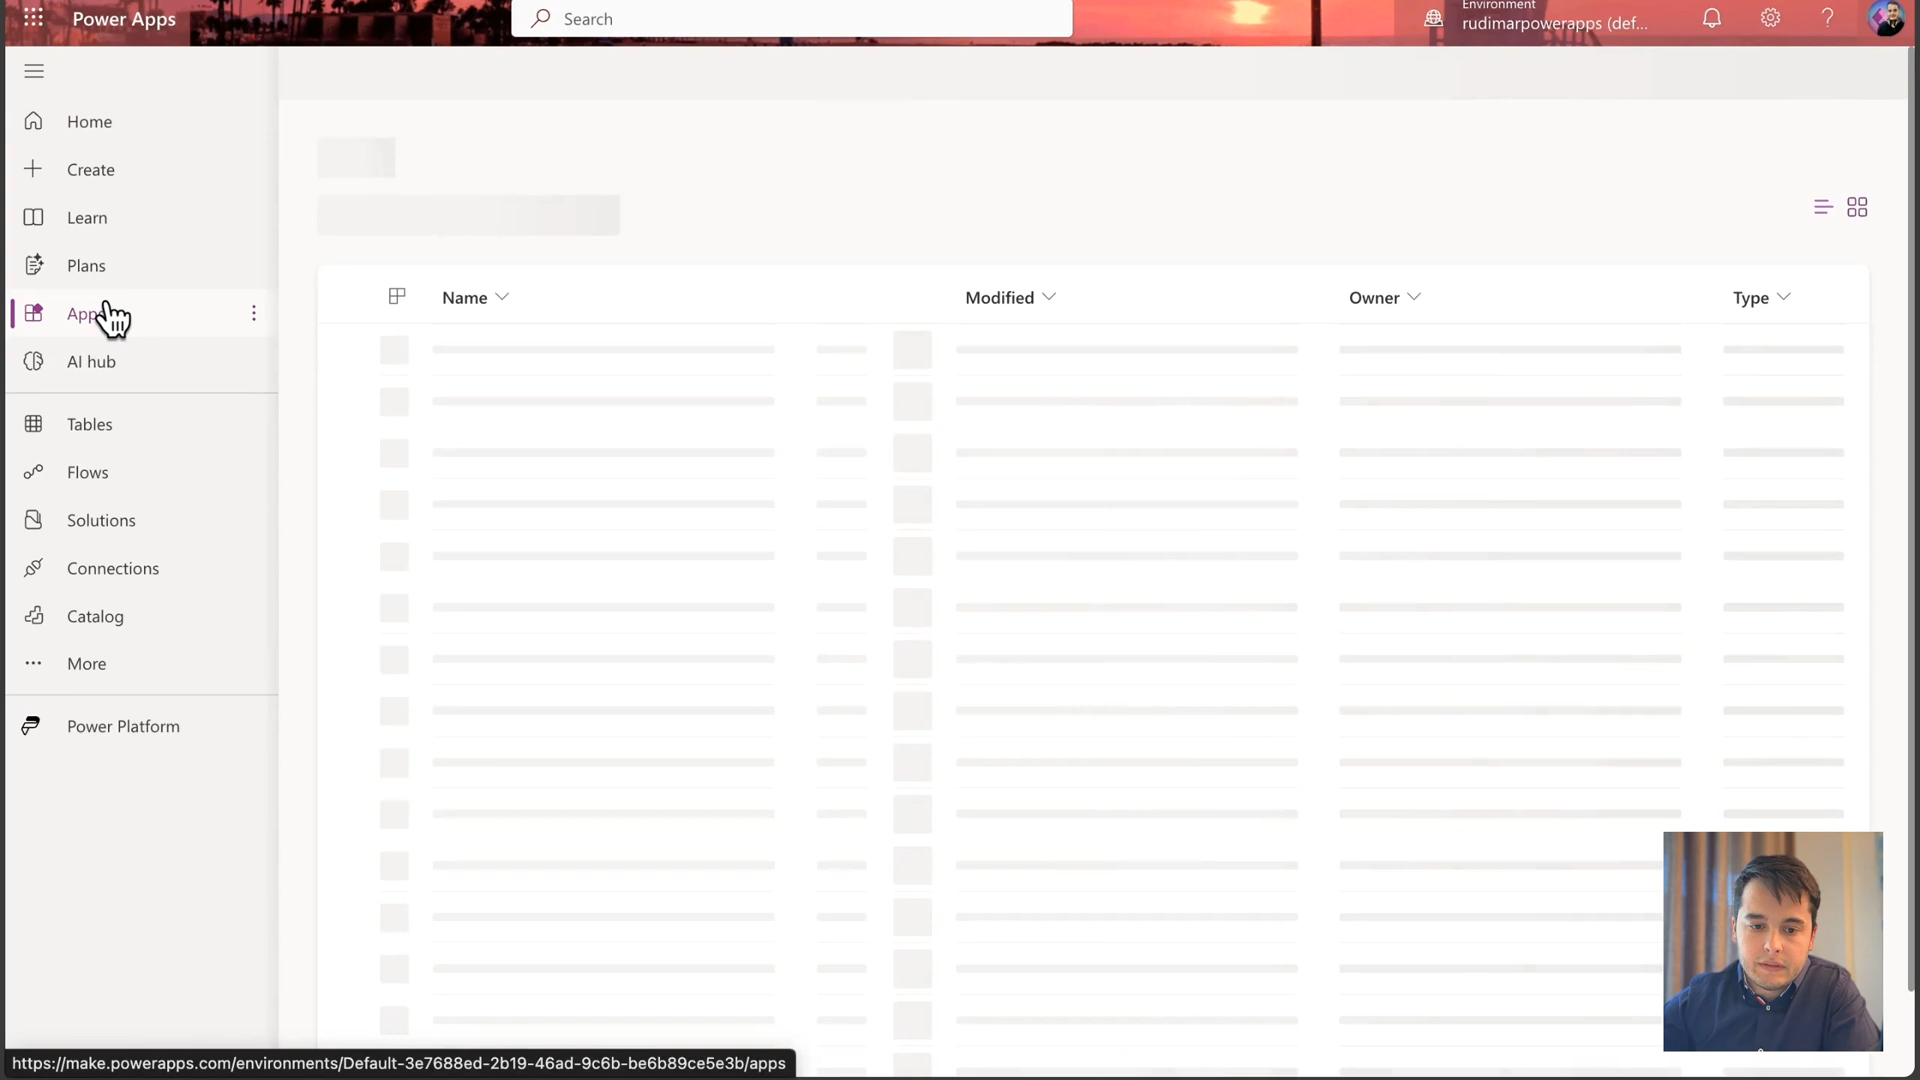 Power Apps
Search
Environment
rudimarpowerapps (def...
Home
Create
Learn
Plans
Apps
AI hub
Tables
Flows
Solutions
Connections
Catalog
More
Power Platform
Name
Modified
Owner
Type
https://make.powerapps.com/environments/Default-3e7688ed-2b19-46ad-9c6b-be6b89ce5e3b/apps